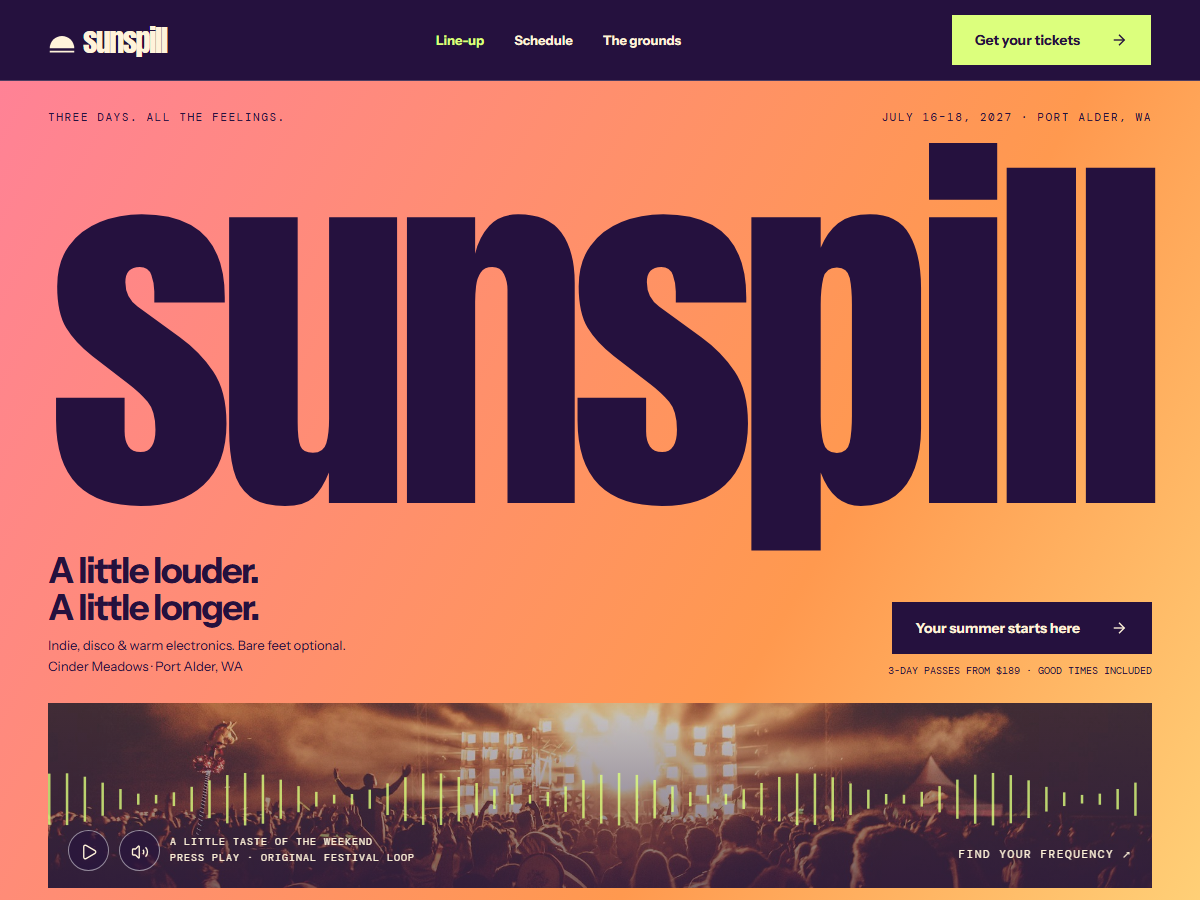 sunspill
Line-up
Schedule
The grounds
Get your tickets →
THREE DAYS. ALL THE FEELINGS.
JULY 16–18, 2027 · PORT ALDER, WA
sunspill
A little louder.
A little longer.
Indie, disco & warm electronics. Bare feet optional.
Cinder Meadows · Port Alder, WA
Your summer starts here →
3-DAY PASSES FROM $189 · GOOD TIMES INCLUDED
A LITTLE TASTE OF THE WEEKEND
PRESS PLAY · ORIGINAL FESTIVAL LOOP
FIND YOUR FREQUENCY ↗